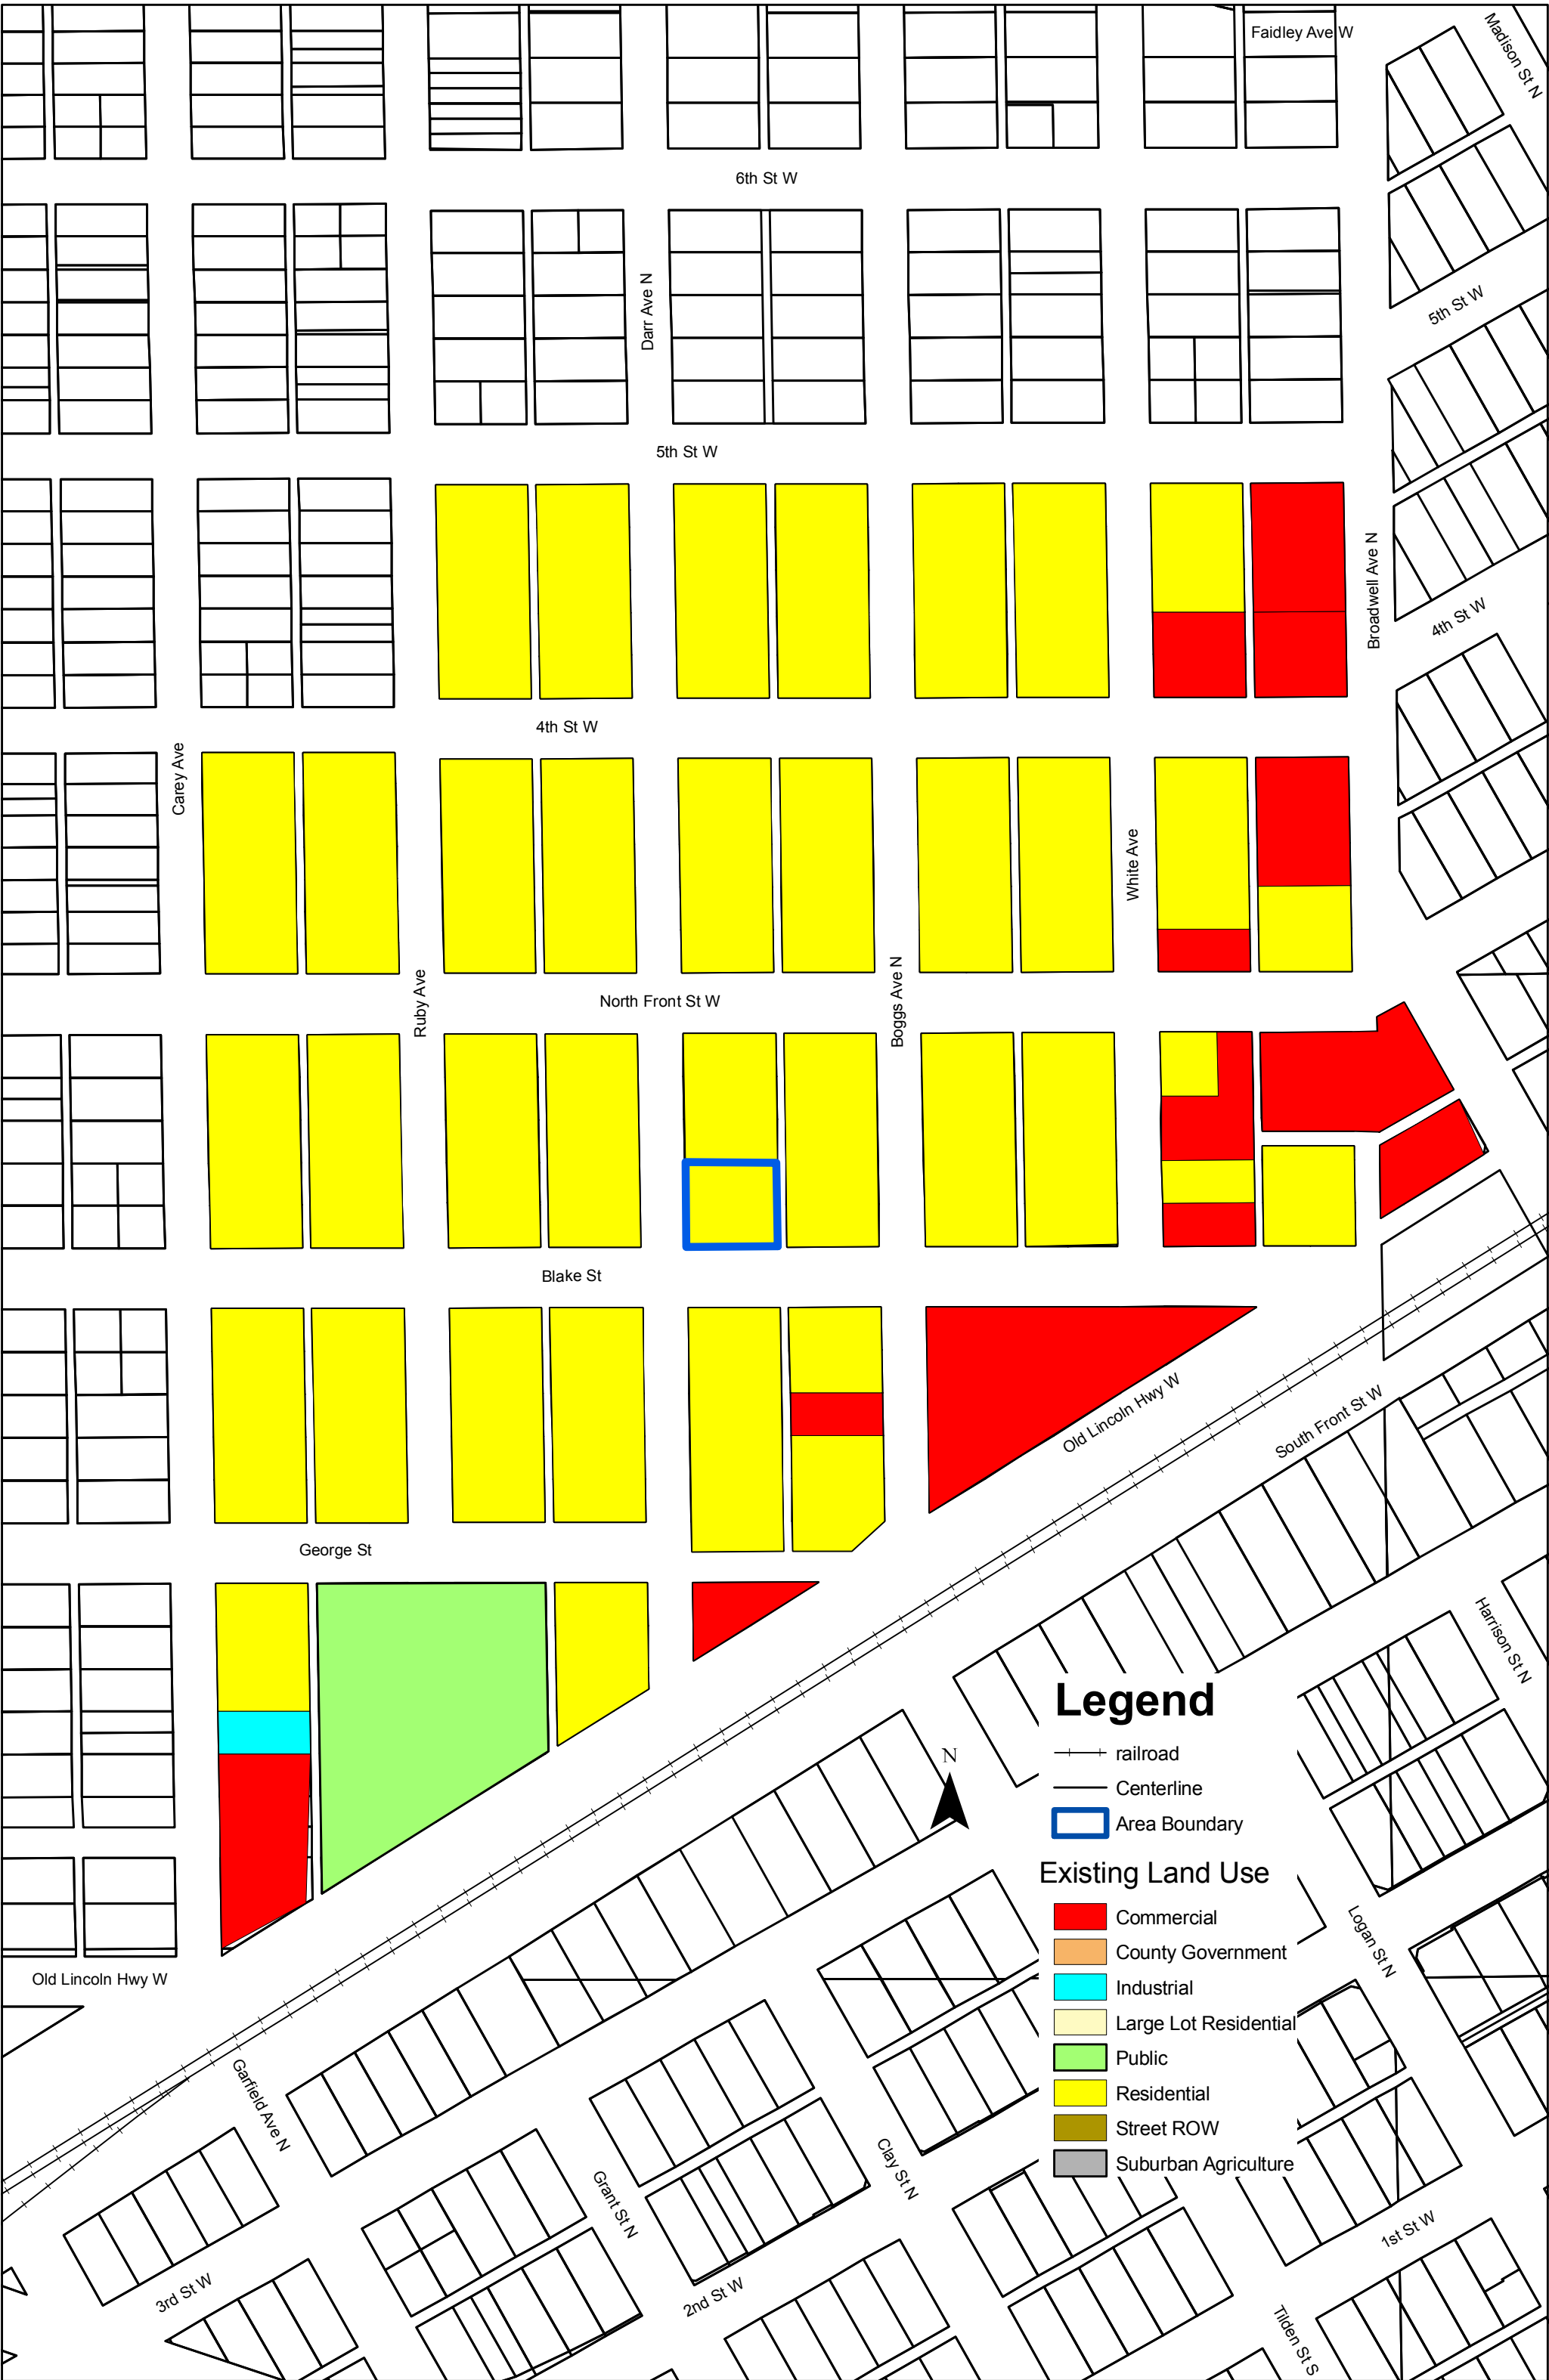 Faidley Ave W
Madison St N
6th St W
Darr Ave N
5th St W
5th St W
Broadwell Ave N
4th St W
4th St W
Carey Ave
White Ave
Ruby Ave
North Front St W
Boggs Ave N
Blake St
Old Lincoln Hwy W
South Front St W
George St
Harrison St N
Legend
N
railroad
Centerline
Area Boundary
Existing Land Use
Commercial
County Government
Industrial
Large Lot Residential
Public
Residential
Street ROW
Suburban Agriculture
Logan St N
Old Lincoln Hwy W
Garfield Ave N
Grant St N
Clay St N
1st St W
3rd St W
2nd St W
Tilden St S